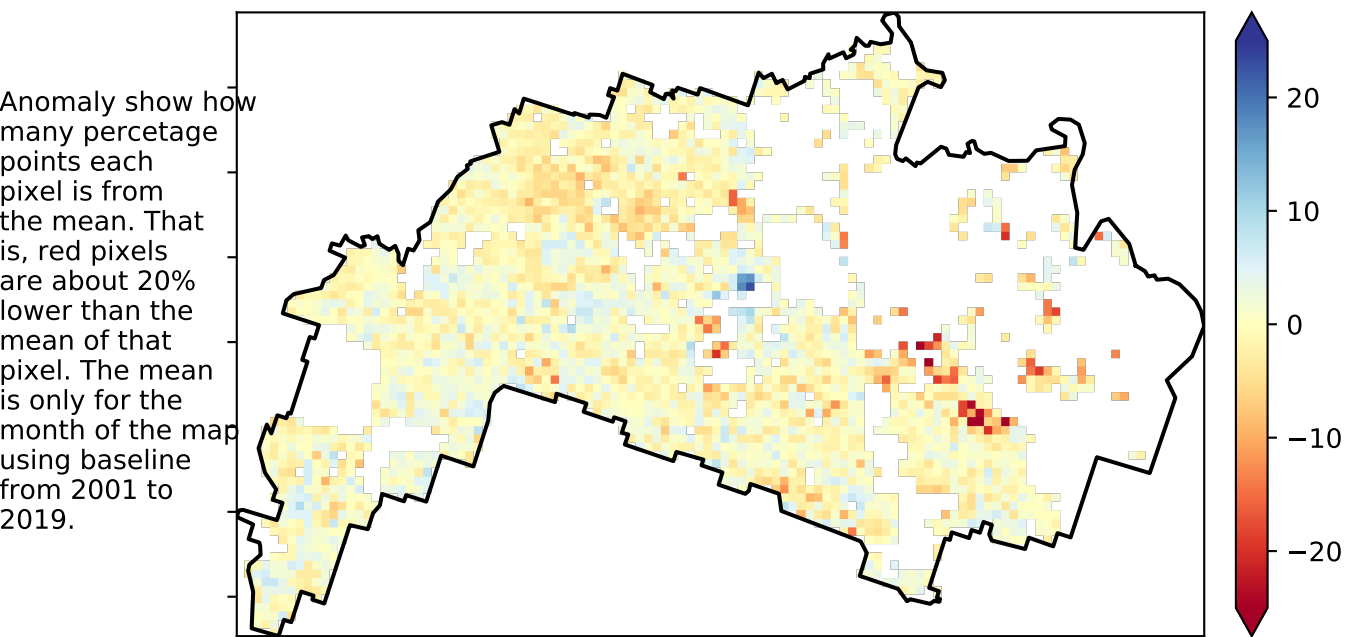 Anomaly show how
many percetage
points each
pixel is from
the mean. That
is, red pixels
are about 20%
lower than the
mean of that
pixel. The mean
is only for the
month of the map
using baseline
from 2001 to
2019.
20
10
0
−10
−20